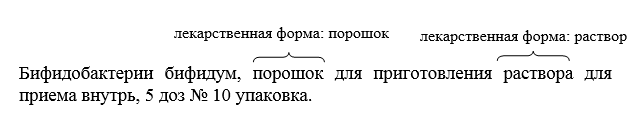 лекарственная форма: порошок
лекарственная форма: раствор
Бифидобактерии бифидум, порошок для приготовления раствора для
приема внутрь, 5 доз № 10 упаковка.